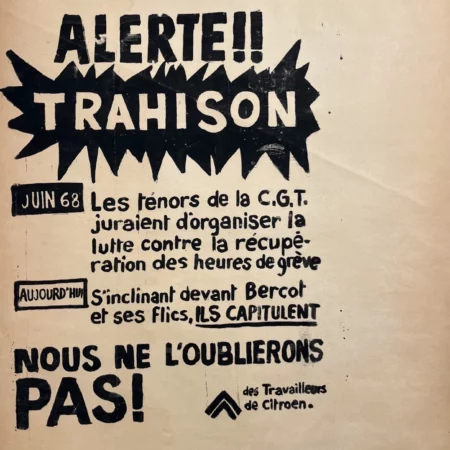 ALERTE!!
TRAHISON
JUIN 68 Les ténors de la C.G.T.
juraient d'organiser la
lutte contre la récupé-
ration des heures de grève
AUJOURD'HUI S'inclinant devant Bercot
et ses flics, ILS CAPITULENT
NOUS NE L'OUBLIERONS
PAS!
des Travailleurs
de Citroen.